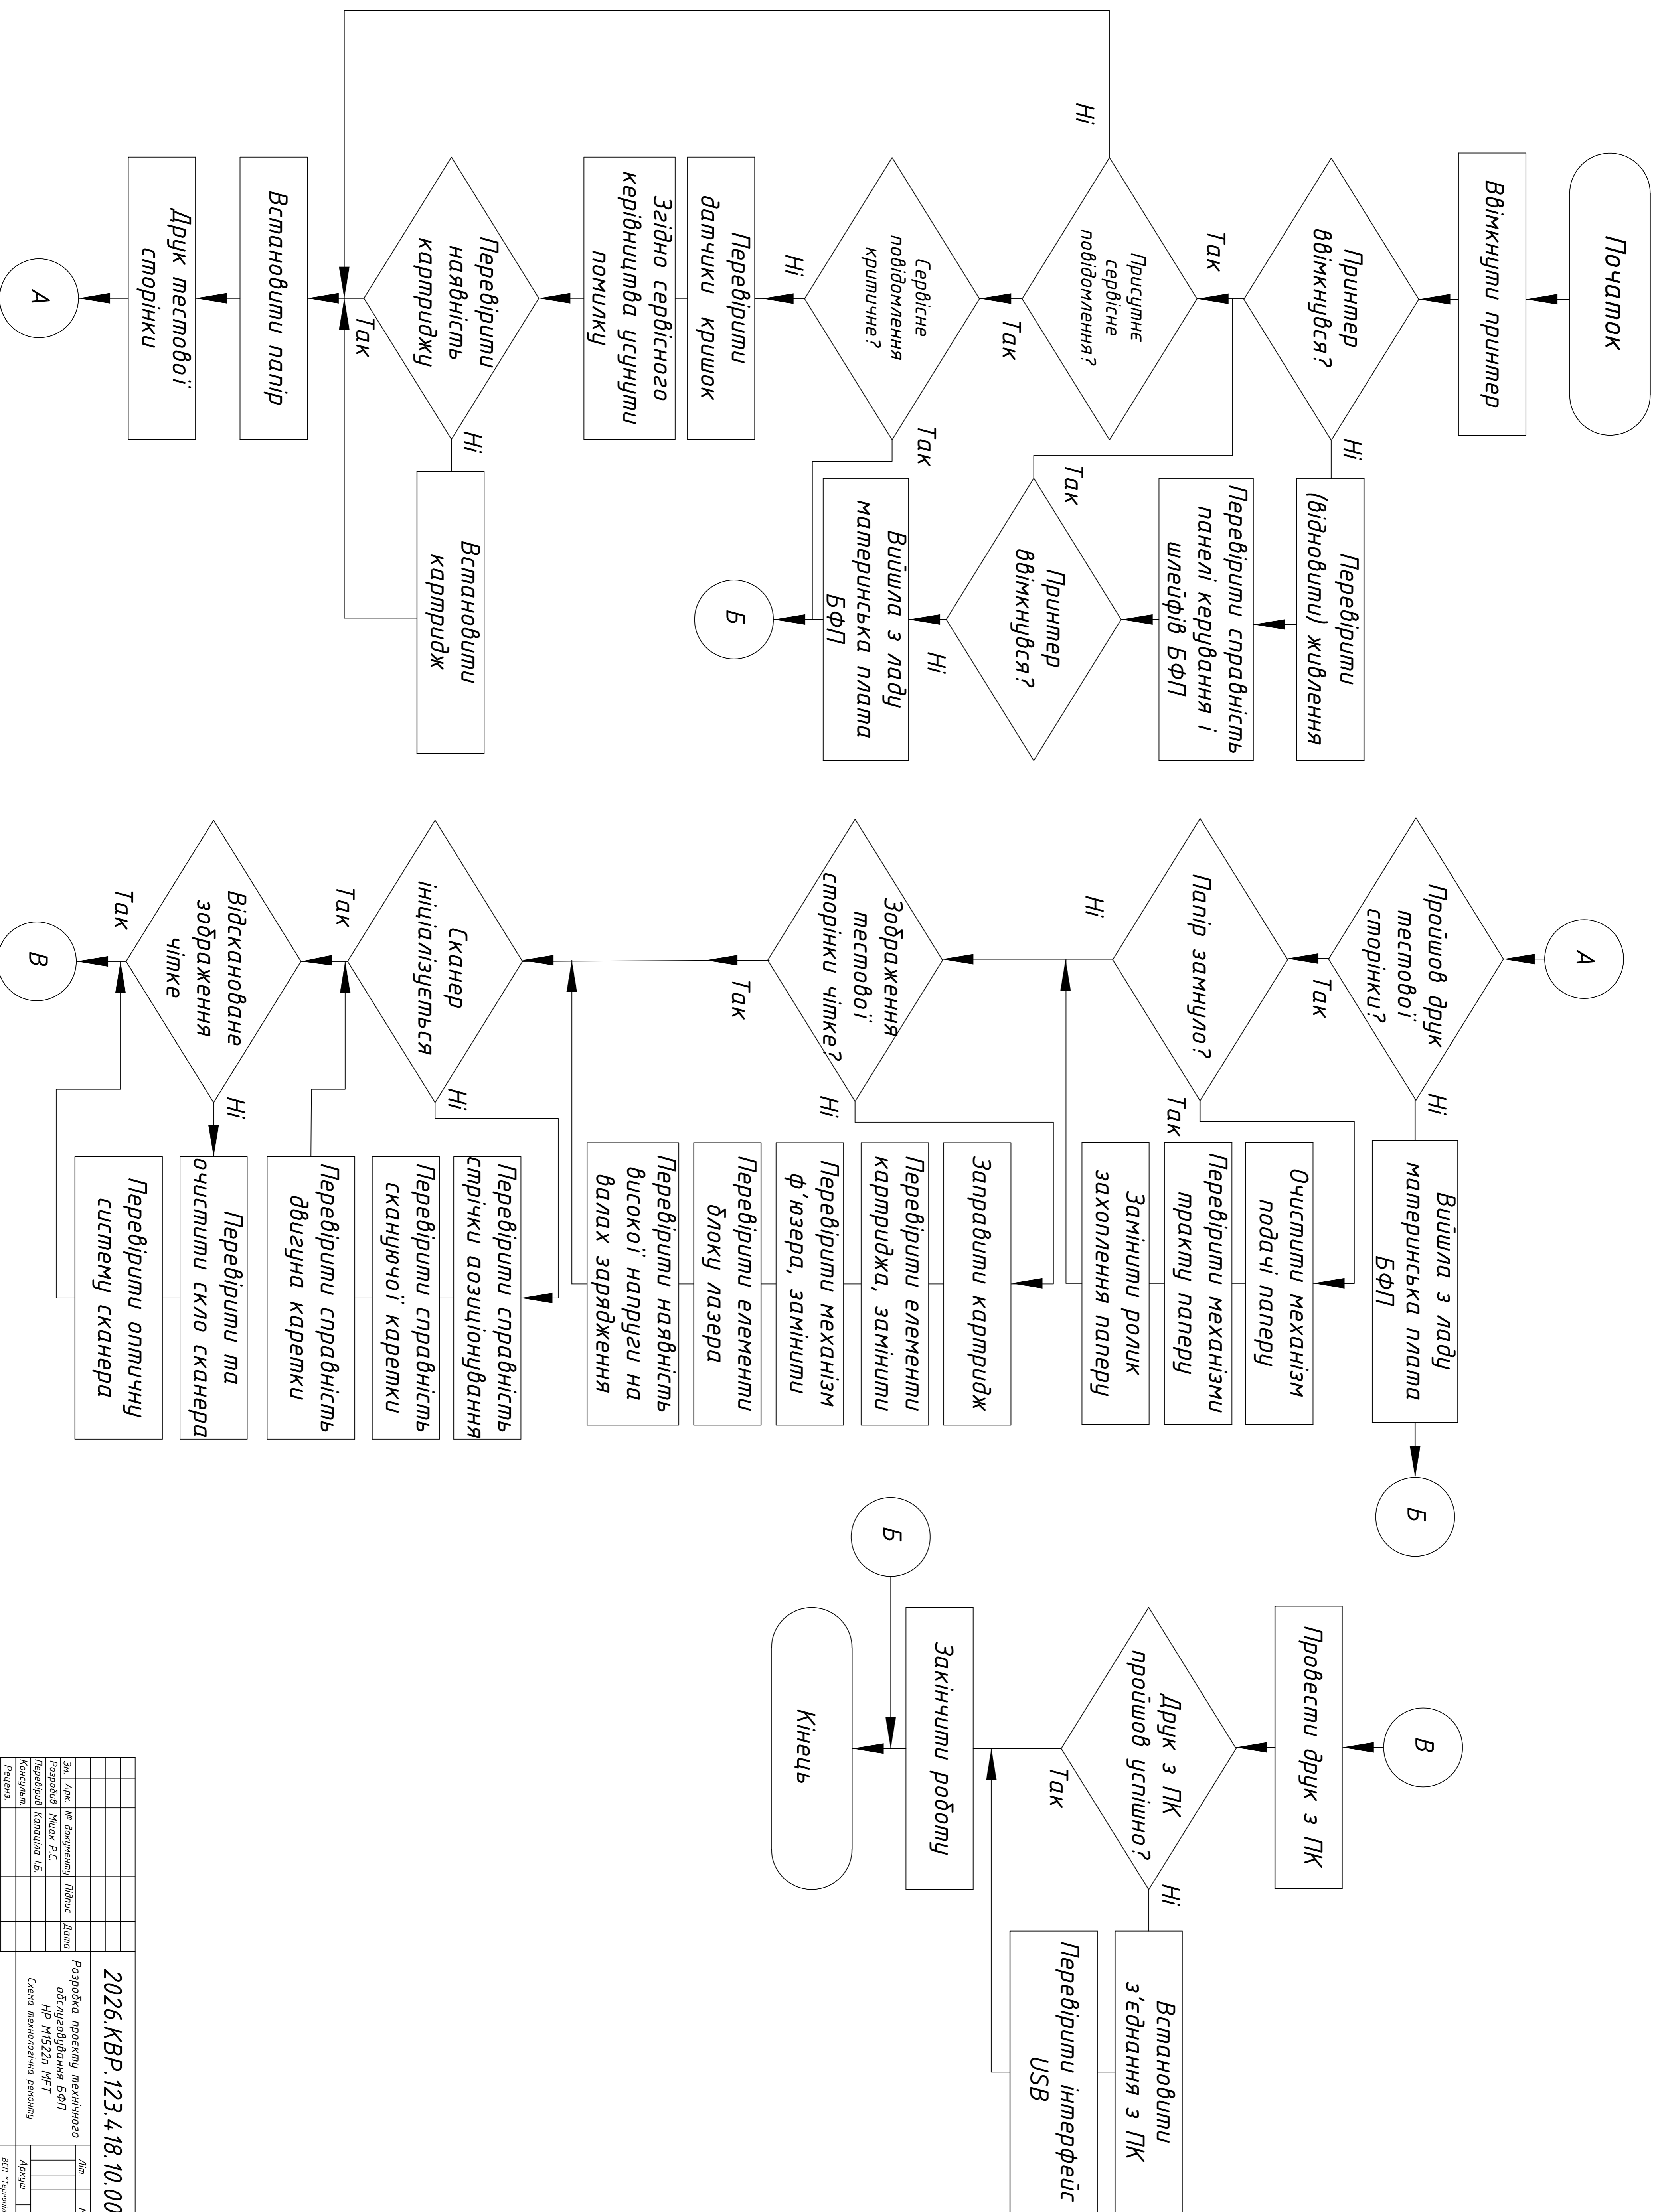 Початок
Ввімкнути принтер
Принтер
ввімкнувся?
Ні
Так
Перевірити
(відновити) живлення
Перевірити справність
панелі керування і
шлейфів БФП
Принтер
ввімкнувся?
Так
Ні
Вийшла з ладу
материнська плата
БФП
Б
Присутнє
сервісне
повідомлення?
Ні
Так
Сервісне
повідомлення
критичне?
Так
Ні
Перевірити
датчики кришок
Згідно сервісного
керівництва усунути
помилку
Перевірити
наявність
картриджу
Ні
Так
Встановити
картридж
Встановити папір
Друк тестової
сторінки
А
А
Пройшов друк
тестової
сторінки?
Ні
Так
Вийшла з ладу
материнська плата
БФП
Б
Папір замнуло?
Ні
Так
Очистити механізм
подачі паперу
Перевірити механізми
тракту паперу
Замінити ролик
захоплення паперу
Зображення
тестової
сторінки чітке?
Ні
Так
Заправити картридж
Перевірити елементи
картриджа, замінити
Перевірити механізм
ф'юзера, замінити
Перевірити елементи
блоку лазера
Перевірити наявність
високої напруги на
валах зарядження
Сканер
ініціалізується
Ні
Так
Перевірити справність
стрічки аозиціонування
Перевірити справність
скануючої каретки
Перевірити справність
двигуна каретки
Відскановане
зображення
чітке
Ні
Так
Перевірити та
очистити скло сканера
Перевірити оптичну
систему сканера
В
В
Провести друк з ПК
Друк з ПК
пройшов успішно?
Ні
Так
Встановити
з'єднання з ПК
Перевірити інтерфейс
USB
Закінчити роботу
Б
Кінець
2026.КВР.123.418.10.00
Зм. Арк. № документу Підпис Дата
Розробив Міцак Р.С.
Перевірив Капаціла І.Б.
Консульт.
Реценз.
Розробка проєкту технічного
обслуговування БФП
HP M1522n MFT
Схема технологічна ремонту
Літ.
Аркуш
ВСП